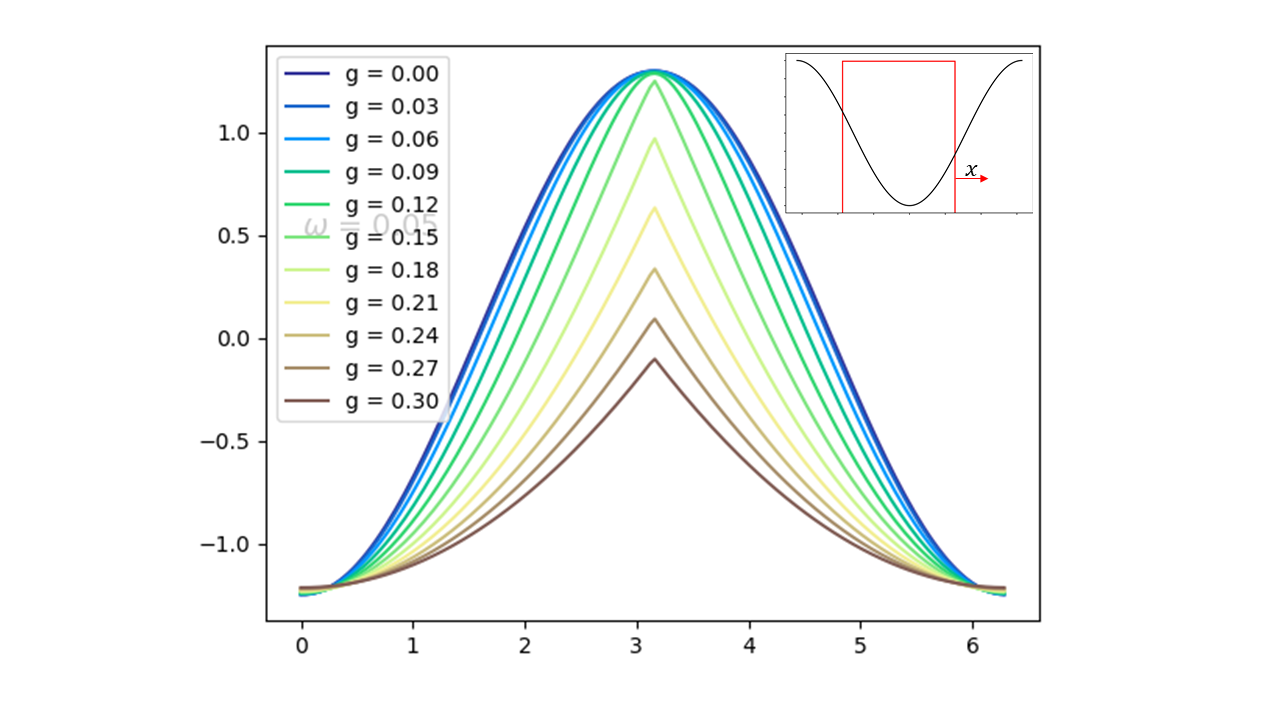 g = 0.00
g = 0.03
g = 0.06
g = 0.09
g = 0.12
ω = 0.05
g = 0.15
g = 0.18
g = 0.21
g = 0.24
g = 0.27
g = 0.30
x
1.0
0.5
0.0
−0.5
−1.0
0 1 2 3 4 5 6